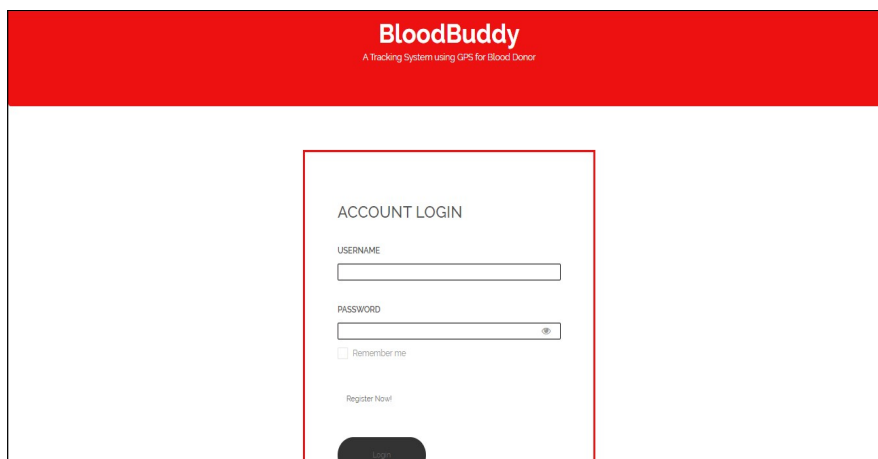 BloodBuddy
A Tracking System using GPS for Blood Donor
ACCOUNT LOGIN
USERNAME
PASSWORD
Remember me
Register Now!
Login